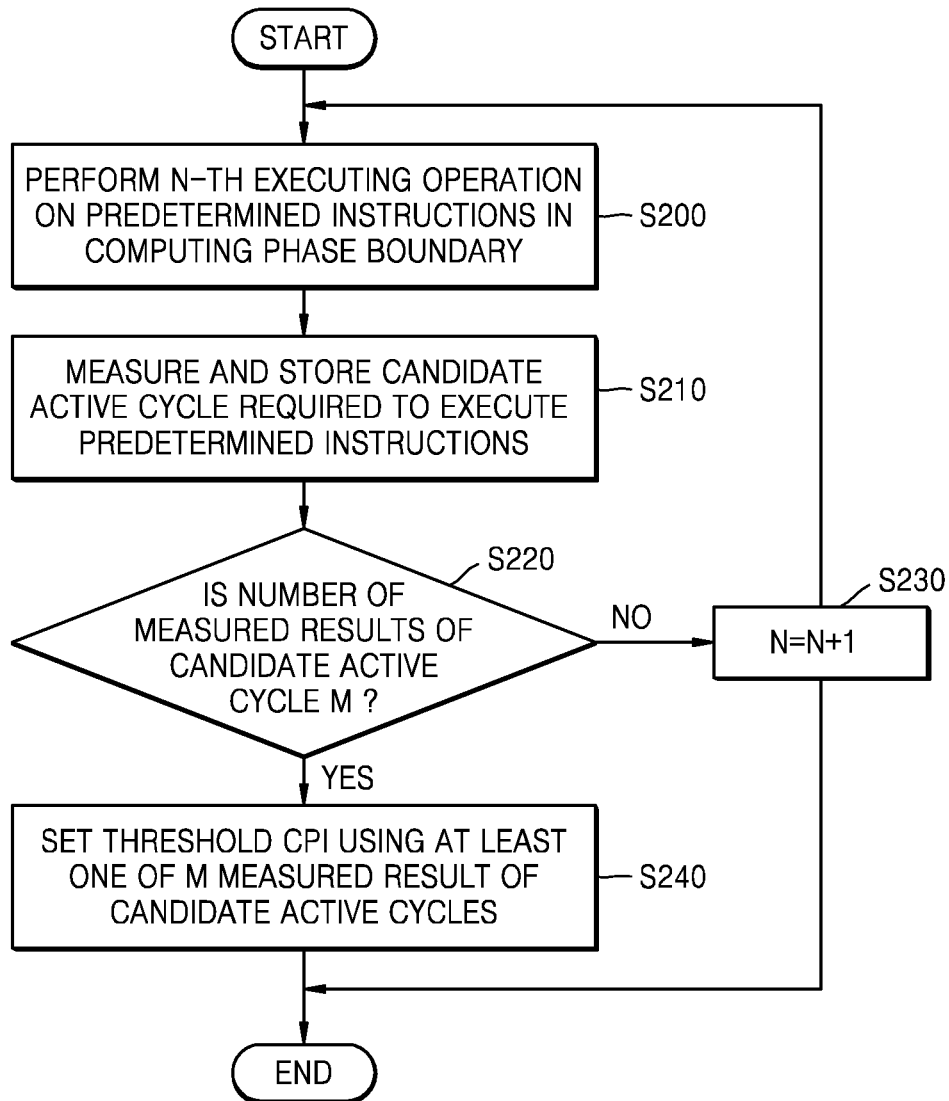 START
PERFORM N-TH EXECUTING OPERATION
ON PREDETERMINED INSTRUCTIONS IN
COMPUTING PHASE BOUNDARY
S200
MEASURE AND STORE CANDIDATE
ACTIVE CYCLE REQUIRED TO EXECUTE
PREDETERMINED INSTRUCTIONS
S210
S220
IS NUMBER OF
MEASURED RESULTS OF
CANDIDATE ACTIVE
CYCLE M ?
NO
S230
N=N+1
YES
SET THRESHOLD CPI USING AT LEAST
ONE OF M MEASURED RESULT OF
CANDIDATE ACTIVE CYCLES
S240
END